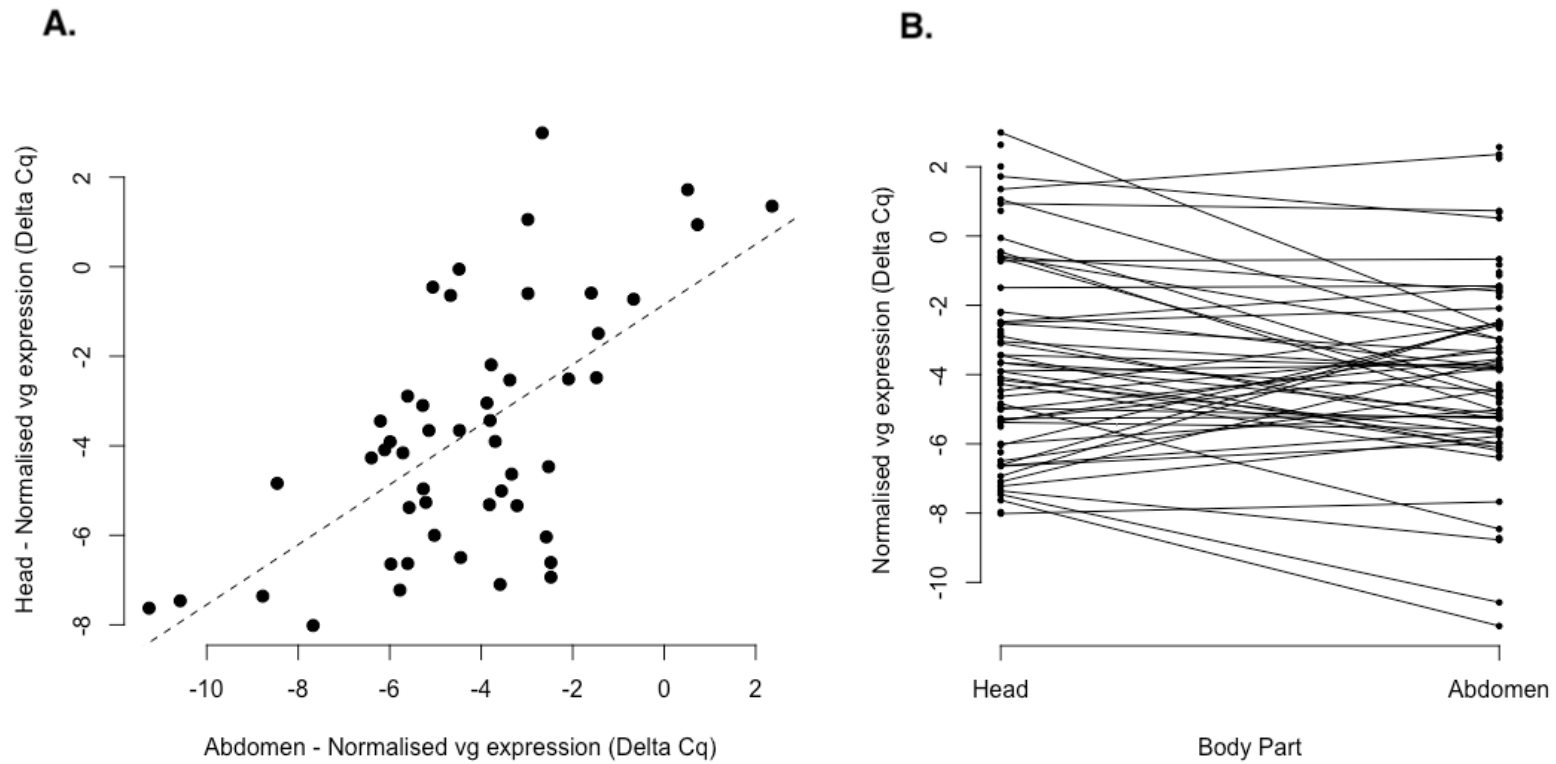 A.
Head - Normalised vg expression (Delta Cq)
2
0
-2
-4
-6
-8
-10 -8 -6 -4 -2 0 2
Abdomen - Normalised vg expression (Delta Cq)
B.
Normalised vg expression (Delta Cq)
2
0
-2
-4
-6
-8
-10
Head Abdomen
Body Part